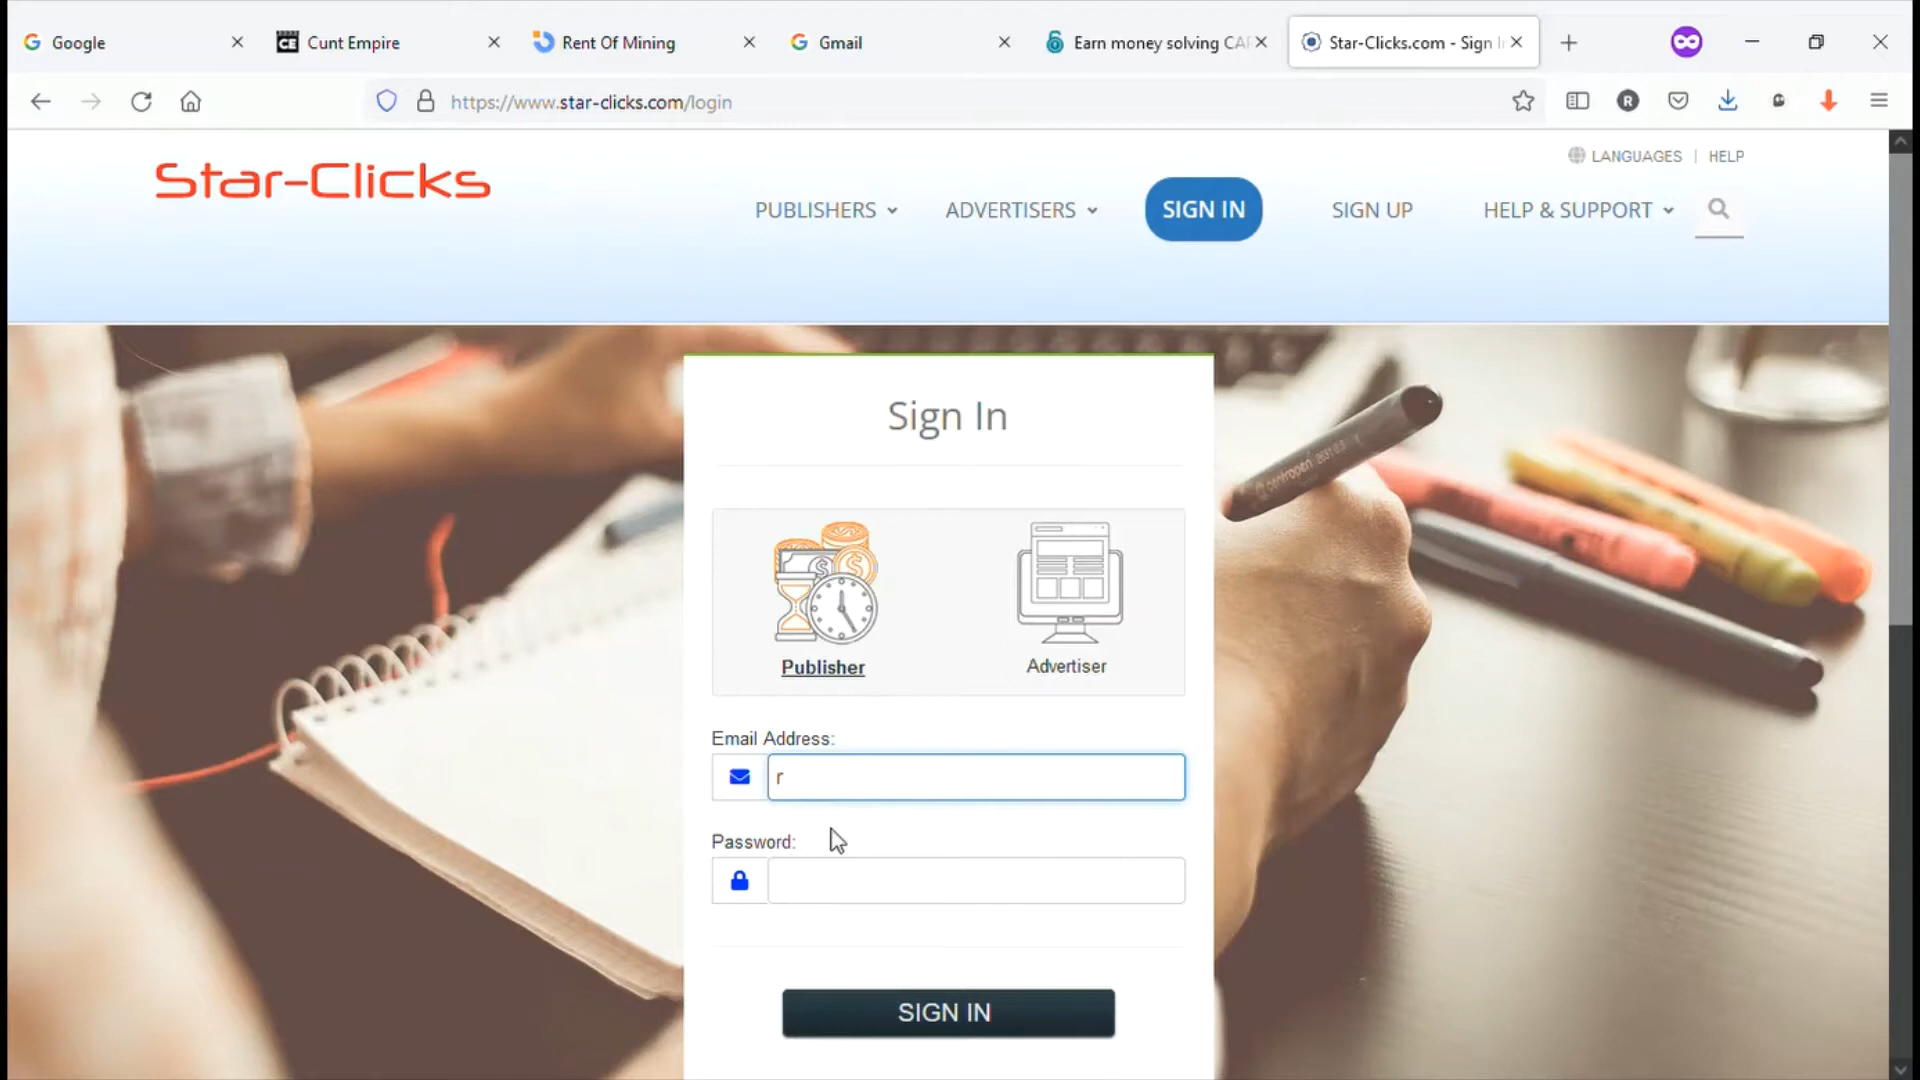 Google
Cunt Empire
Rent Of Mining
Gmail
Earn money solving CAP
Star-Clicks.com - Sign In
https://www.star-clicks.com/login
R
LANGUAGES | HELP
Star-Clicks
PUBLISHERS
ADVERTISERS
SIGN IN
SIGN UP
HELP & SUPPORT
Sign In
Publisher
Advertiser
Email Address:
r
Password:
SIGN IN